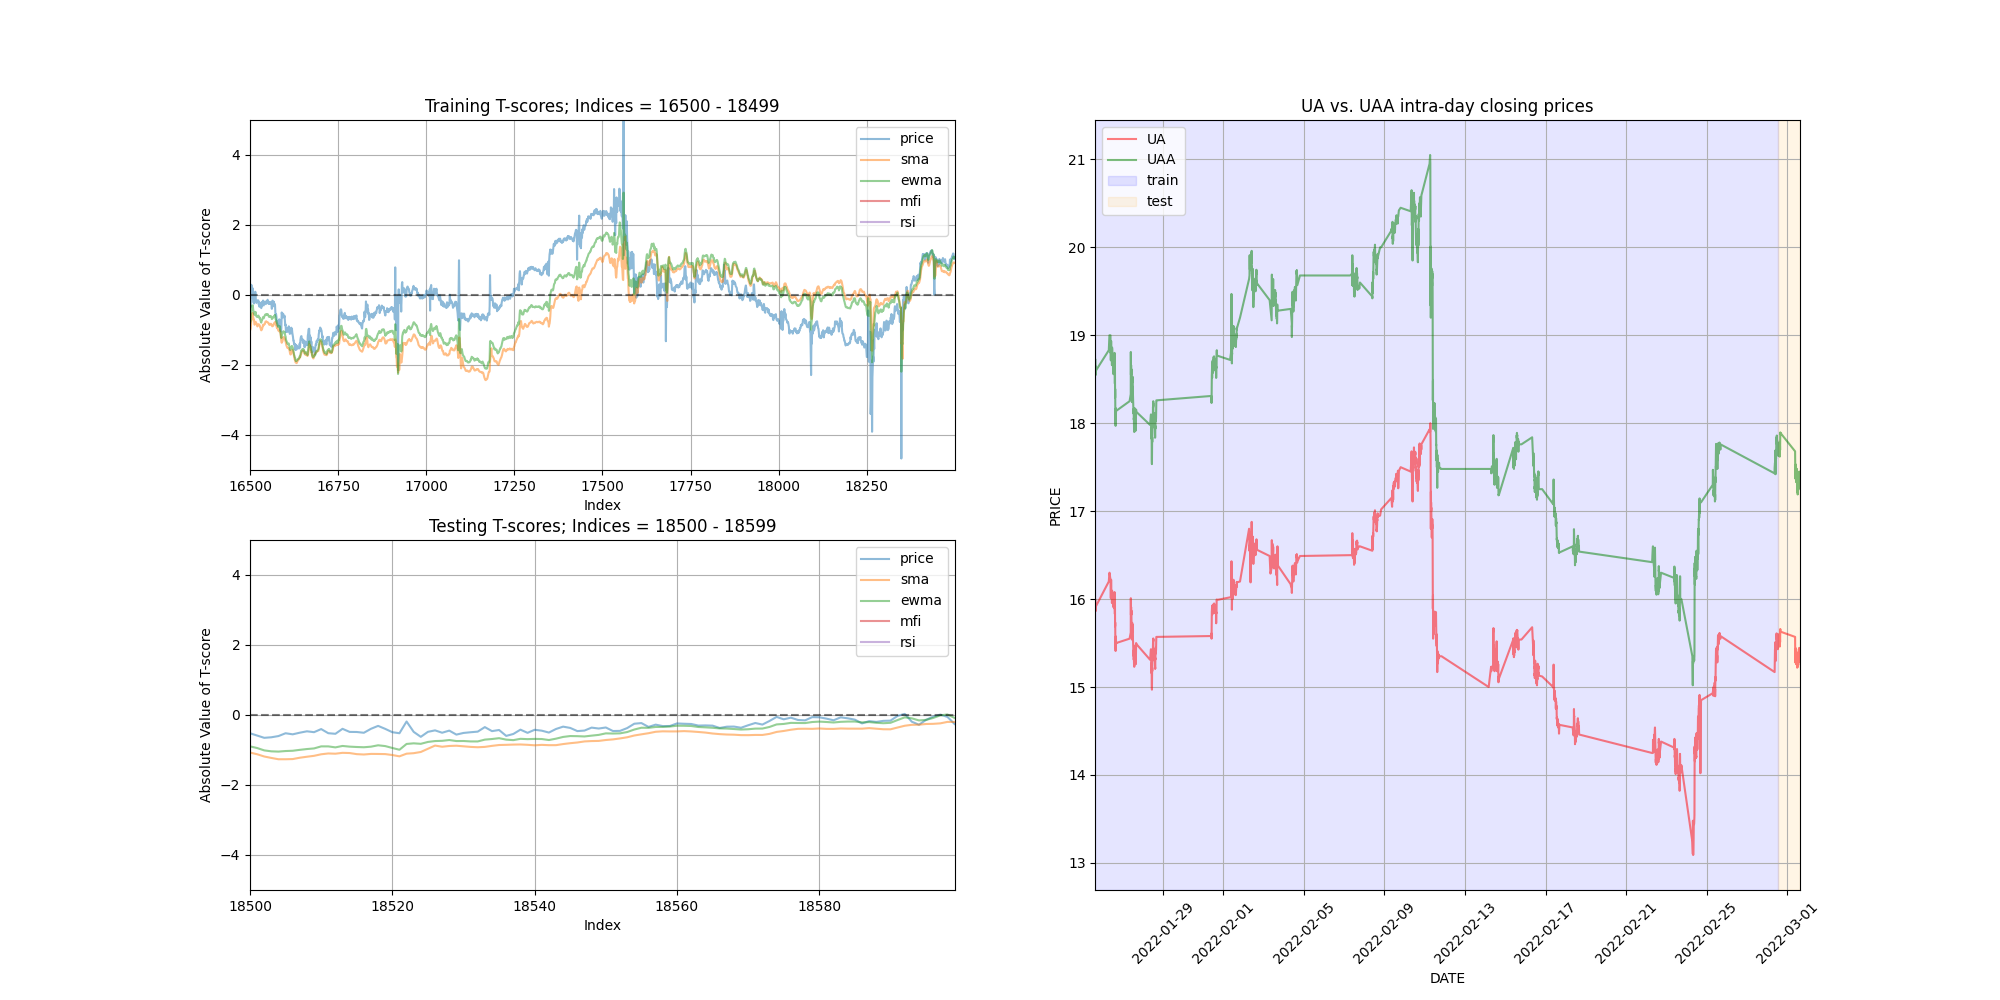 Training T-scores; Indices = 16500 - 18499
Absolute Value of T-score
4
2
0
−2
−4
price
sma
ewma
mfi
rsi
16500 16750 17000 17250 17500 17750 18000 18250
Index
Testing T-scores; Indices = 18500 - 18599
Absolute Value of T-score
4
2
0
−2
−4
price
sma
ewma
mfi
rsi
18500 18520 18540 18560 18580
Index
UA vs. UAA intra-day closing prices
PRICE
21
20
19
18
17
16
15
14
13
UA
UAA
train
test
2022-01-29 2022-02-01 2022-02-05 2022-02-09 2022-02-13 2022-02-17 2022-02-21 2022-02-25 2022-03-01
DATE